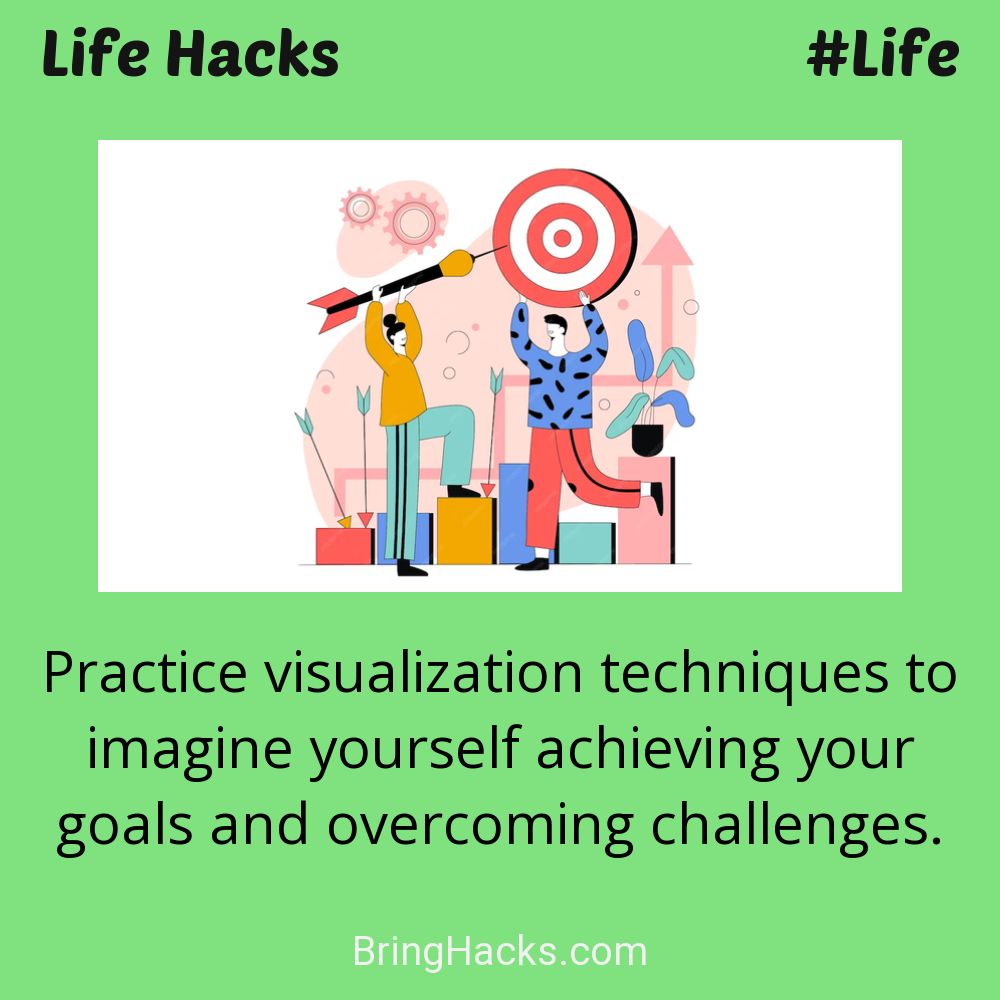 Life Hacks #Life
Practice visualization techniques to
imagine yourself achieving your
goals and overcoming challenges.
BringHacks.com